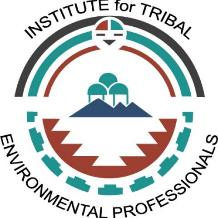 INSTITUTE for TRIBAL
ENVIRONMENTAL PROFESSIONALS